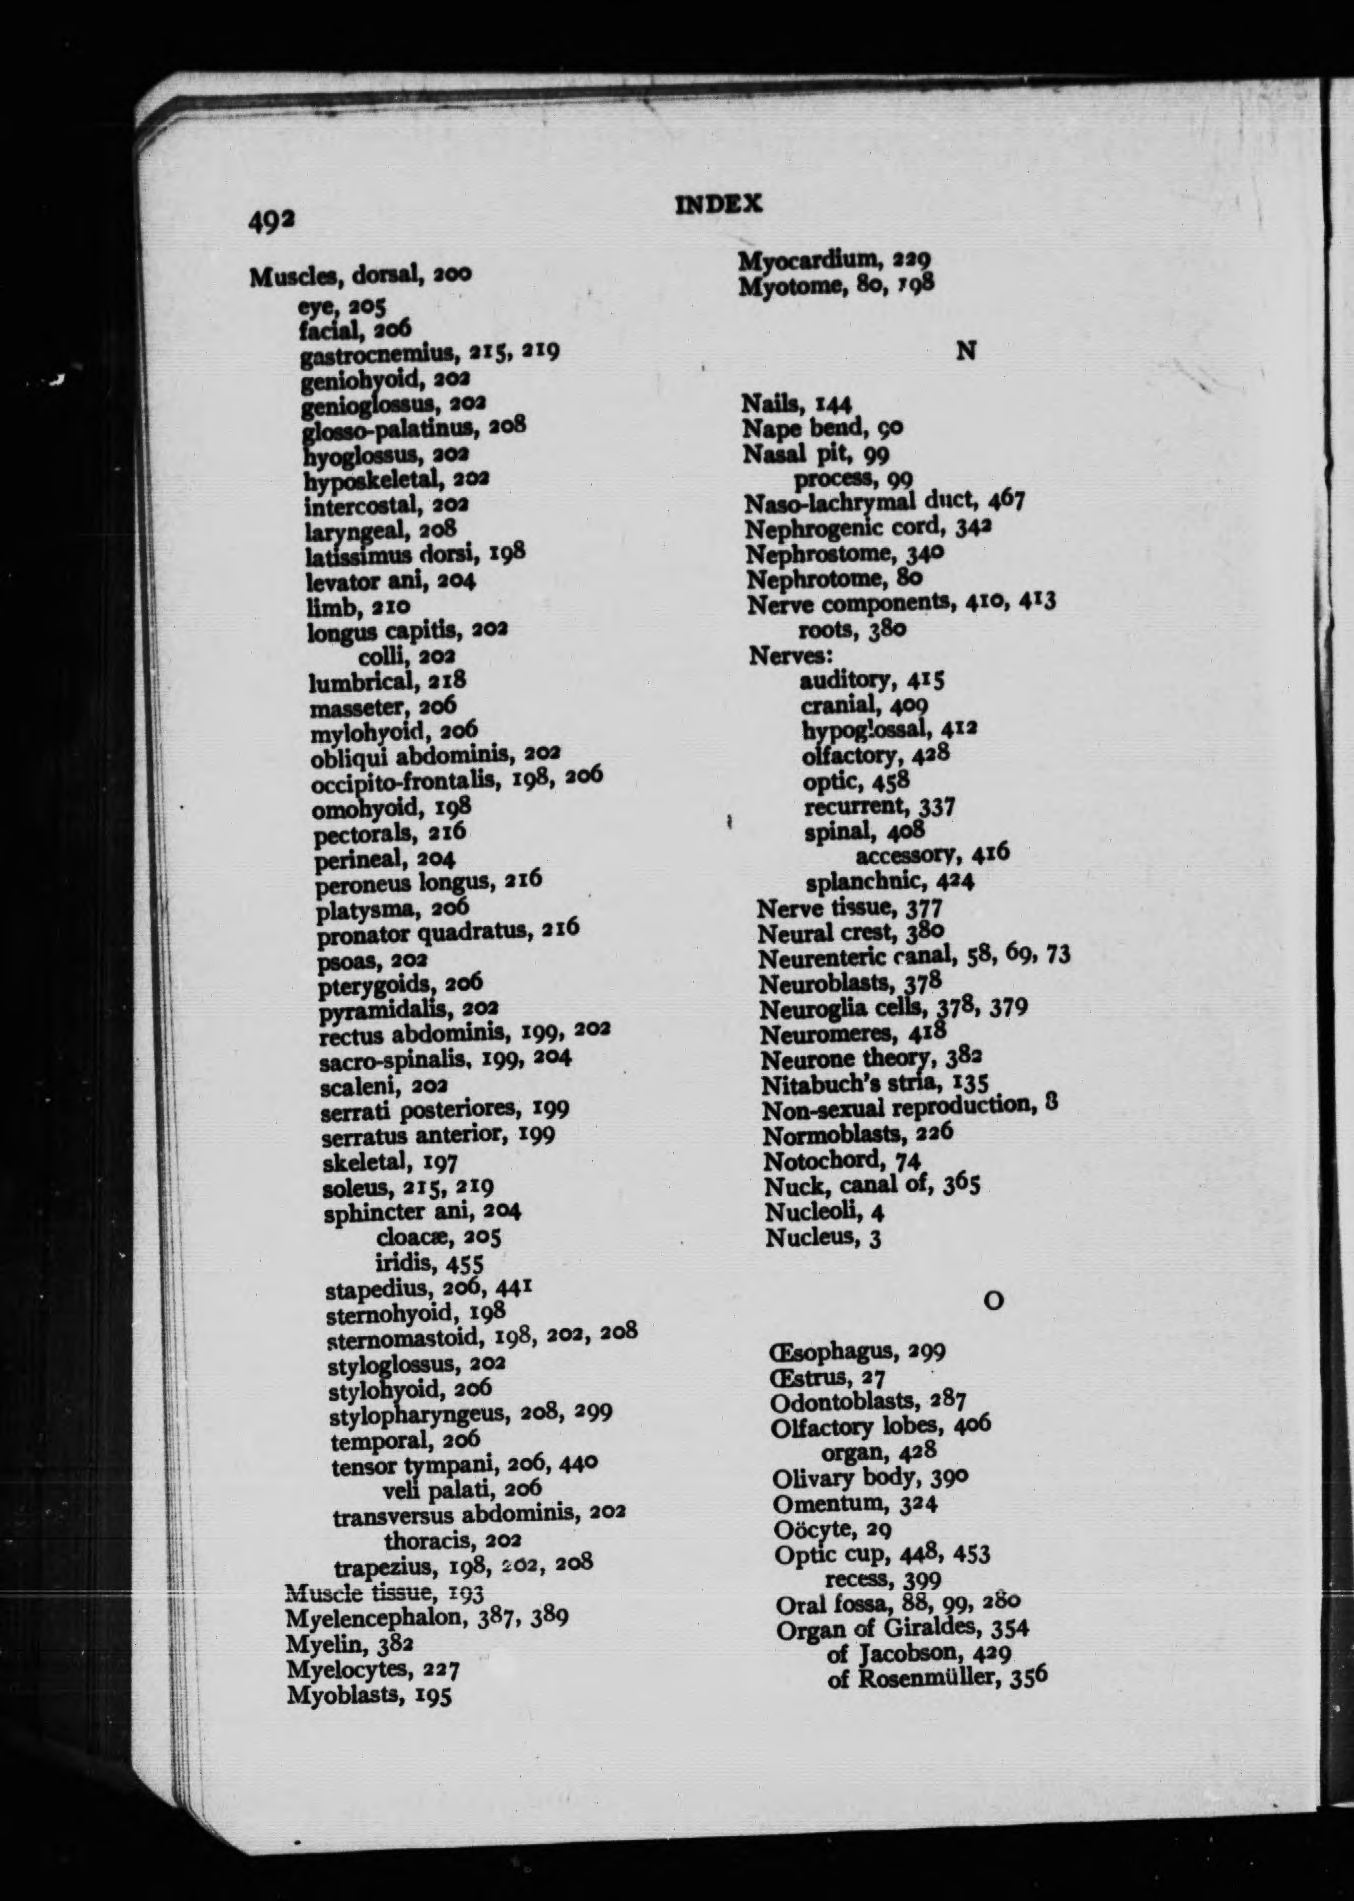 492
INDEX
Muscles, dorsal, 200
eye, 205
facial, 206
gastrocnemius, 215, 219
geniohyoid, 202
genioglossus, 202
glosso-palatinus, 208
hyoglossus, 202
hyposkeletal, 202
intercostal, 202
laryngeal, 208
latissimus dorsi, 198
levator ani, 204
limb, 210
longus capitis, 202
colli, 202
lumbrical, 218
masseter, 206
mylohyoid, 206
obliqui abdominis, 202
occipito-frontalis, 198, 206
omohyoid, 198
pectorals, 216
perineal, 204
peroneus longus, 216
platysma, 206
pronator quadratus, 216
psoas, 202
pterygoids, 206
pyramidalis, 202
rectus abdominis, 199, 202
sacro-spinalis, 199, 204
scaleni, 202
serrati posteriores, 199
serratus anterior, 199
skeletal, 197
soleus, 215, 219
sphincter ani, 204
cloacæ, 205
iridis, 455
stapedius, 206, 441
sternohyoid, 198
sternomastoid, 198, 202, 208
styloglossus, 202
stylohyoid, 206
stylopharyngeus, 208, 299
temporal, 206
tensor tympani, 206, 440
veli palati, 206
transversus abdominis, 202
thoracis, 202
trapezius, 198, 202, 208
Muscle tissue, 193
Myelencephalon, 387, 389
Myelin, 382
Myelocytes, 227
Myoblasts, 195
Myocardium, 229
Myotome, 80, 198
N
Nails, 144
Nape bend, 90
Nasal pit, 99
process, 99
Naso-lachrymal duct, 467
Nephrogenic cord, 342
Nephrostome, 340
Nephrotome, 80
Nerve components, 410, 413
roots, 380
Nerves:
auditory, 415
cranial, 409
hypoglossal, 412
olfactory, 428
optic, 458
recurrent, 337
spinal, 408
accessory, 416
splanchnic, 424
Nerve tissue, 377
Neural crest, 380
Neurenteric canal, 58, 69, 73
Neuroblasts, 378
Neuroglia cells, 378, 379
Neuromeres, 418
Neurone theory, 382
Nitabuch's stria, 135
Non-sexual reproduction, 8
Normoblasts, 226
Notochord, 74
Nuck, canal of, 365
Nucleoli, 4
Nucleus, 3
O
Œsophagus, 299
Œstrus, 27
Odontoblasts, 287
Olfactory lobes, 406
organ, 428
Olivary body, 390
Omentum, 324
Oöcyte, 29
Optic cup, 448, 453
recess, 399
Oral fossa, 88, 99, 280
Organ of Giraldes, 354
of Jacobson, 429
of Rosenmüller, 356